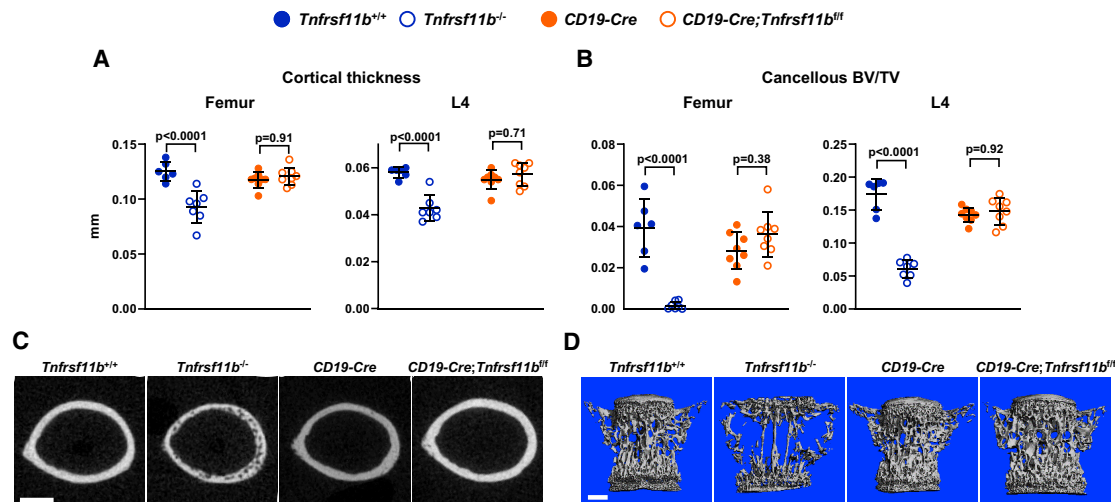 Tnfrsf11b+/+ Tnfrsf11b-/- CD19-Cre CD19-Cre;Tnfrsf11bf/f
A
Cortical thickness
Femur L4
p<0.0001 p=0.91 p<0.0001 p=0.71
mm
0.15
0.10
0.05
0.00
0.06
0.04
0.02
0.00
B
Cancellous BV/TV
Femur L4
p<0.0001 p=0.38 p<0.0001 p=0.92
0.06
0.04
0.02
0.00
0.20
0.15
0.10
0.05
0.00
C
Tnfrsf11b+/+ Tnfrsf11b-/- CD19-Cre CD19-Cre;Tnfrsf11bf/f
D
Tnfrsf11b+/+ Tnfrsf11b-/- CD19-Cre CD19-Cre;Tnfrsf11bf/f